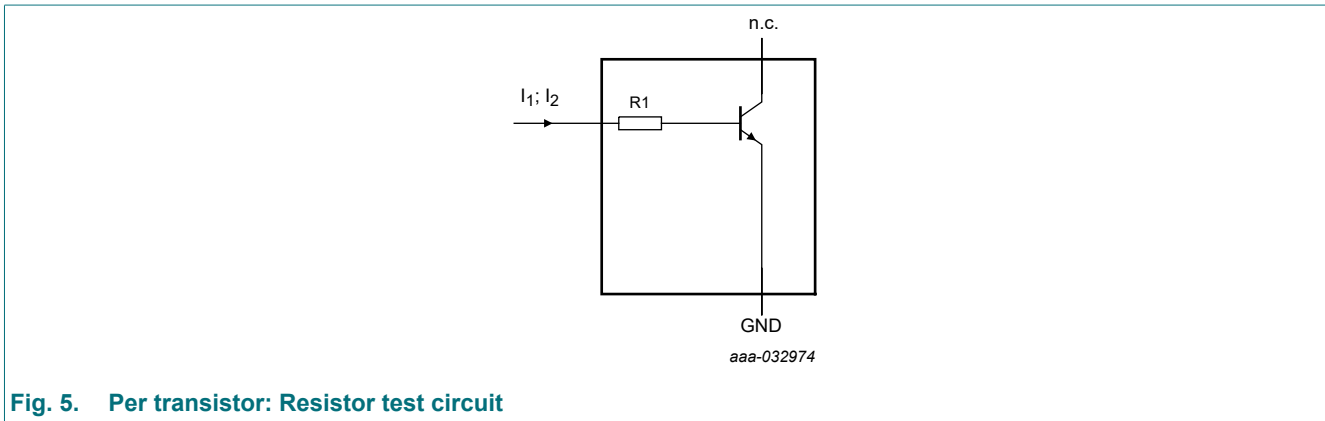 n.c.
I1; I2
R1
GND
aaa-032974
Fig. 5. Per transistor: Resistor test circuit